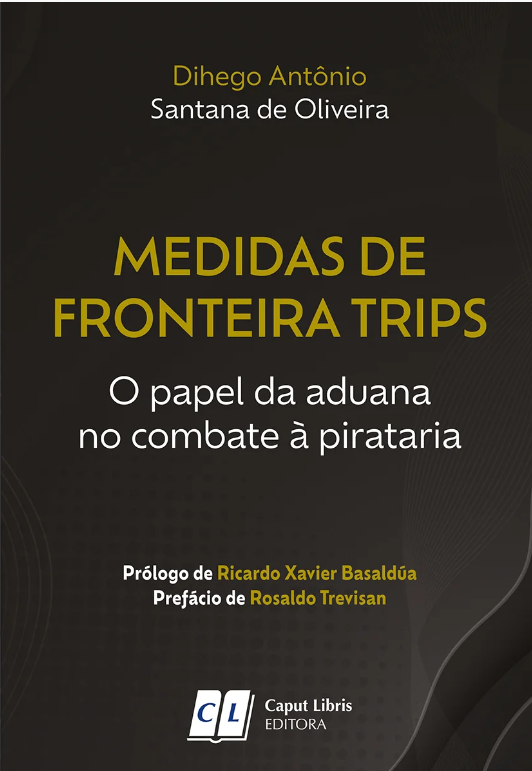 Dihego Antônio
Santana de Oliveira
MEDIDAS DE
FRONTEIRA TRIPS
O papel da aduana
no combate à pirataria
Prólogo de Ricardo Xavier Basaldúa
Prefácio de Rosaldo Trevisan
CL
Caput Libris
EDITORA